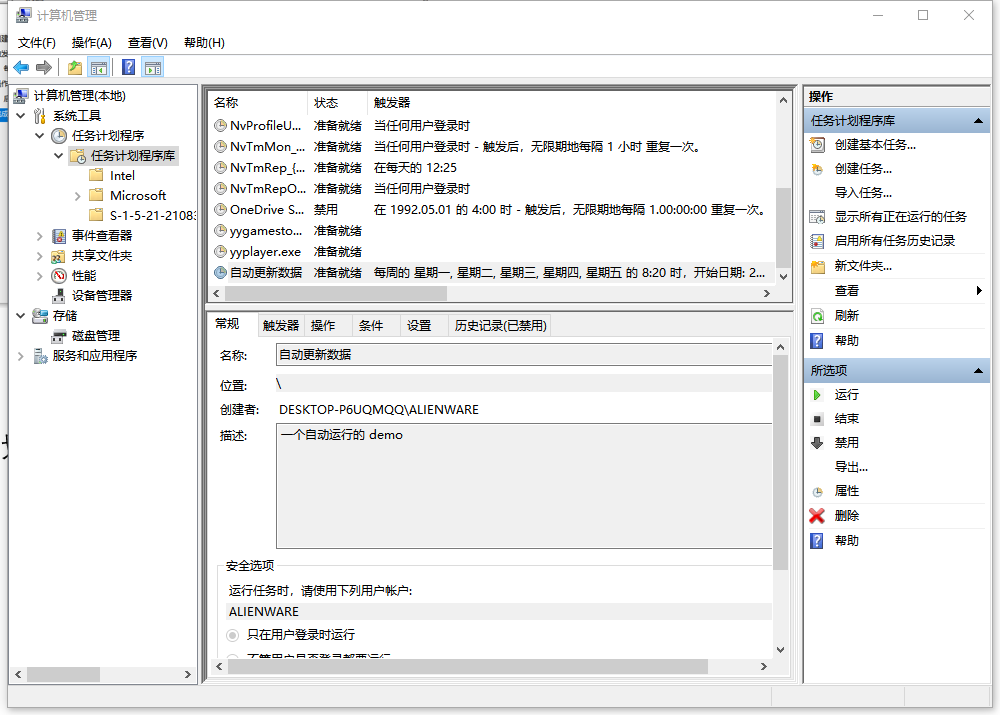 计算机管理
文件(F) 操作(A) 查看(V) 帮助(H)
计算机管理(本地)
系统工具
任务计划程序
任务计划程序库
Intel
Microsoft
S-1-5-21-2108
事件查看器
共享文件夹
性能
设备管理器
存储
磁盘管理
服务和应用程序
名称 状态 触发器
NvProfileU... 准备就绪 当任何用户登录时
NvTmMon_... 准备就绪 当任何用户登录时 - 触发后，无限期地每隔 1 小时 重复一次。
NvTmRep_{... 准备就绪 在每天的 12:25
NvTmRepO... 准备就绪 当任何用户登录时
OneDrive S... 禁用 在 1992.05.01 的 4:00 时 - 触发后，无限期地每隔 1.00:00:00 重复一次。
yygamesto... 准备就绪
yyplayer.exe 准备就绪
自动更新数据 准备就绪 每周的 星期一, 星期二, 星期三, 星期四, 星期五 的 8:20 时，开始日期: 2...
常规 触发器 操作 条件 设置 历史记录(已禁用)
名称: 自动更新数据
位置: \
创建者: DESKTOP-P6UQMQQ\ALIENWARE
描述: 一个自动运行的 demo
安全选项
运行任务时，请使用下列用户帐户:
ALIENWARE
只在用户登录时运行
不管用户是否登录都要运行
操作
任务计划程序库
创建基本任务...
创建任务...
导入任务...
显示所有正在运行的任务
启用所有任务历史记录
新文件夹...
查看
刷新
帮助
所选项
运行
结束
禁用
导出...
属性
删除
帮助